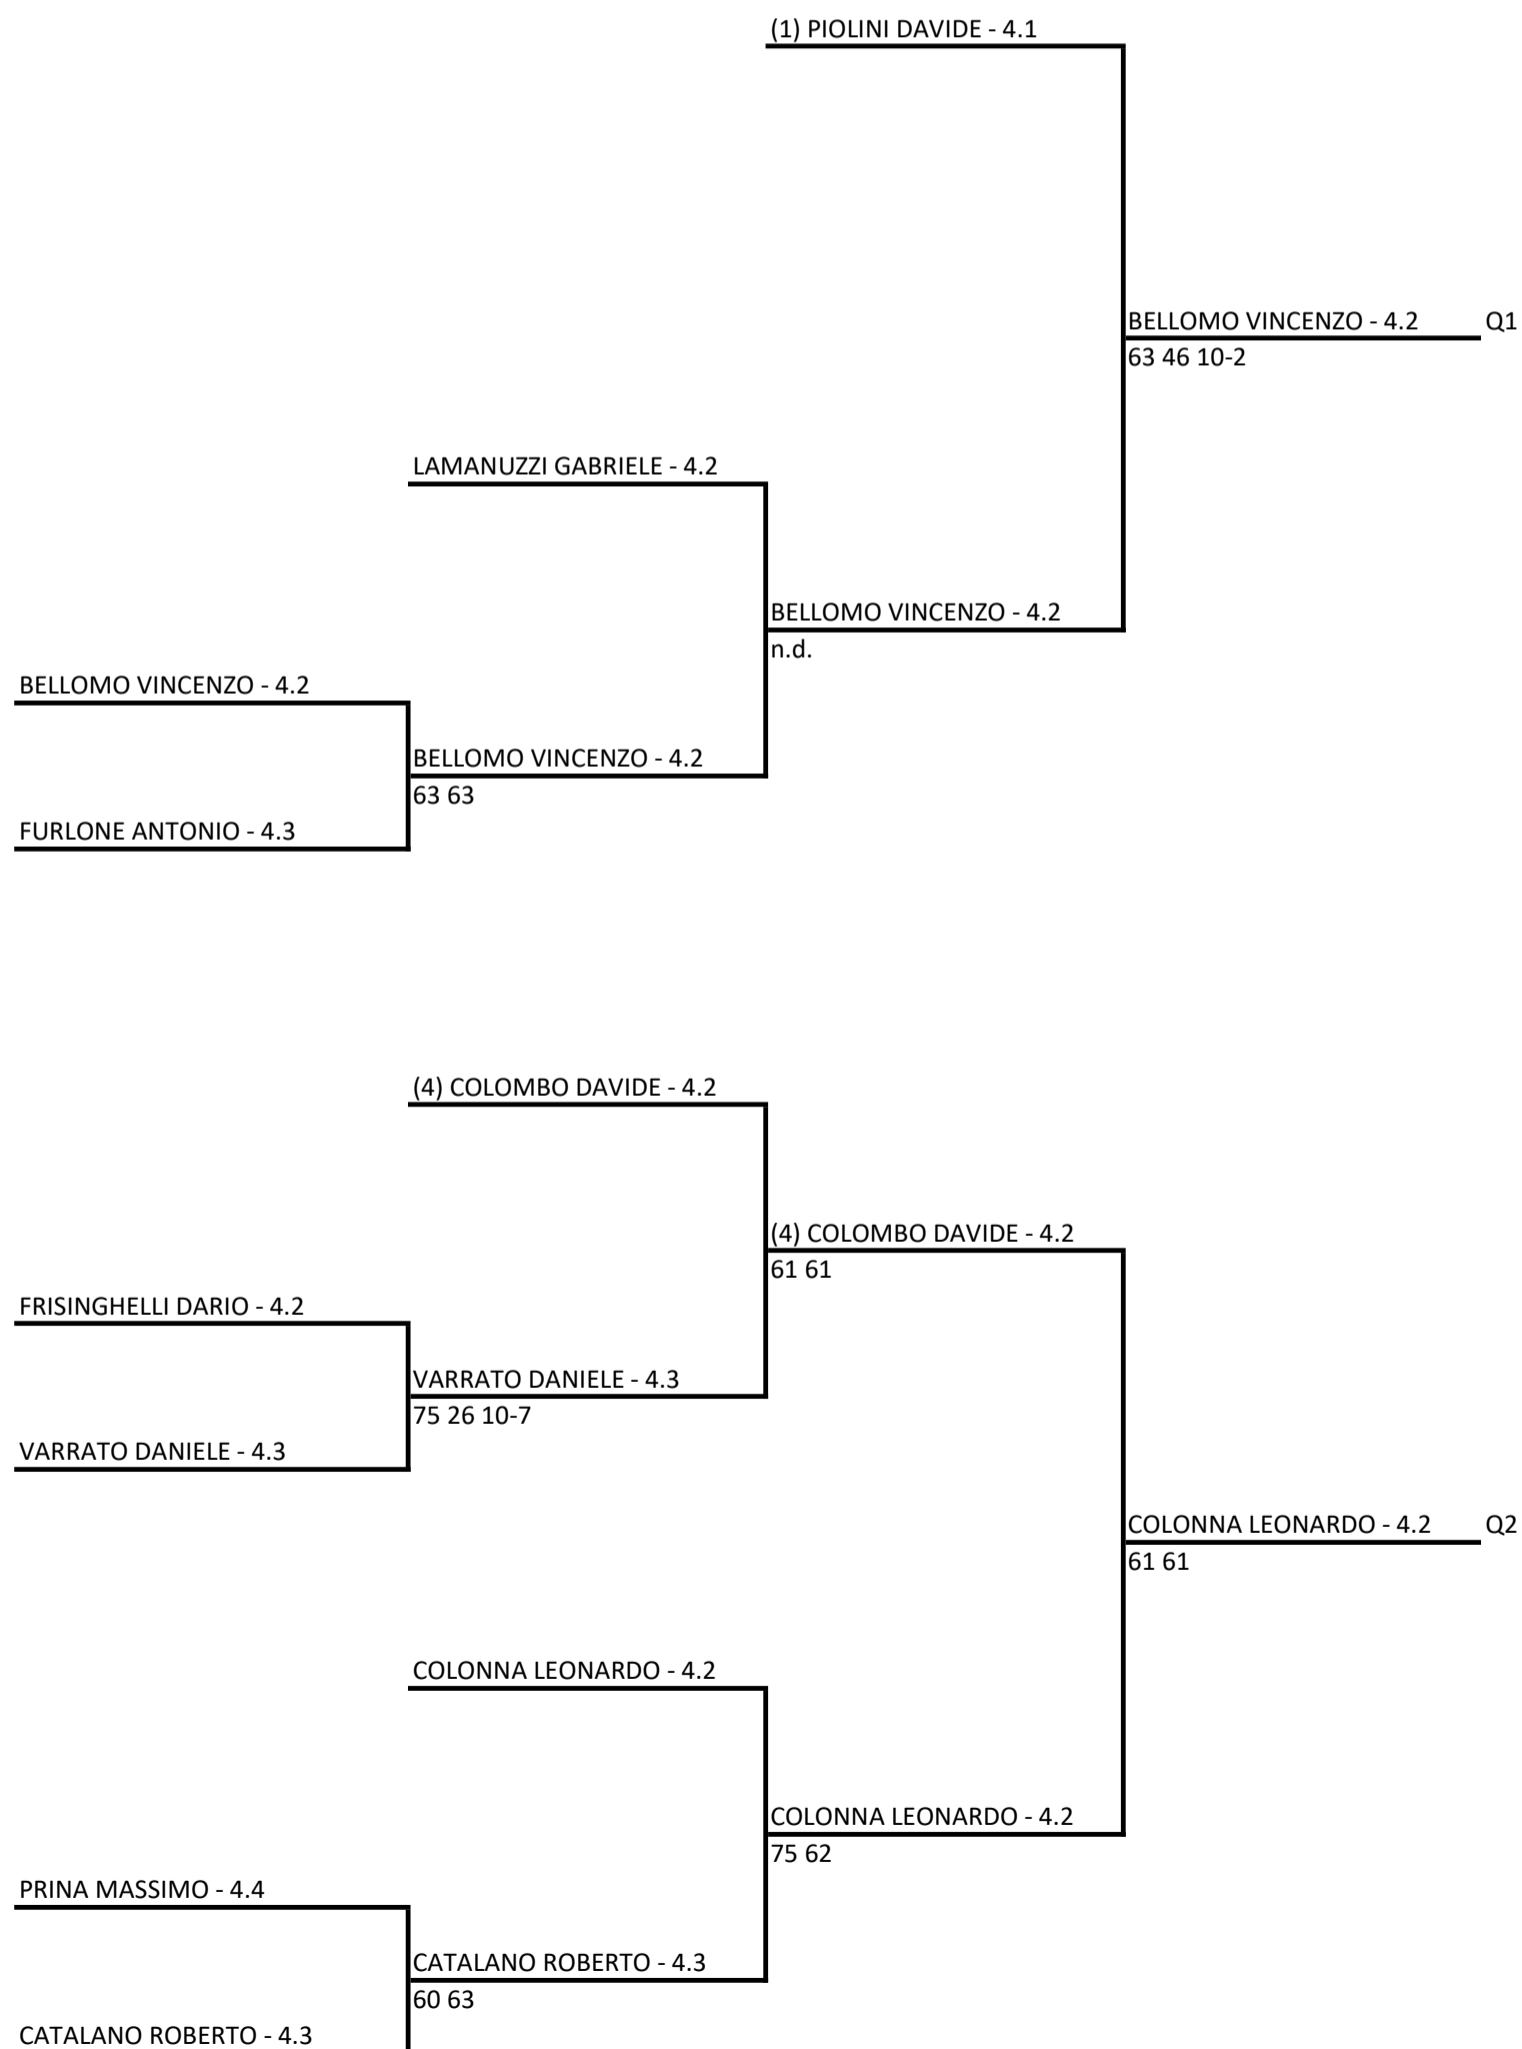 (1) PIOLINI DAVIDE - 4.1
BELLOMO VINCENZO - 4.2 Q1
63 46 10-2
LAMANUZZI GABRIELE - 4.2
BELLOMO VINCENZO - 4.2
n.d.
BELLOMO VINCENZO - 4.2
BELLOMO VINCENZO - 4.2
63 63
FURLONE ANTONIO - 4.3
(4) COLOMBO DAVIDE - 4.2
(4) COLOMBO DAVIDE - 4.2
61 61
FRISINGHELLI DARIO - 4.2
VARRATO DANIELE - 4.3
75 26 10-7
VARRATO DANIELE - 4.3
COLONNA LEONARDO - 4.2 Q2
61 61
COLONNA LEONARDO - 4.2
COLONNA LEONARDO - 4.2
75 62
PRINA MASSIMO - 4.4
CATALANO ROBERTO - 4.3
60 63
CATALANO ROBERTO - 4.3